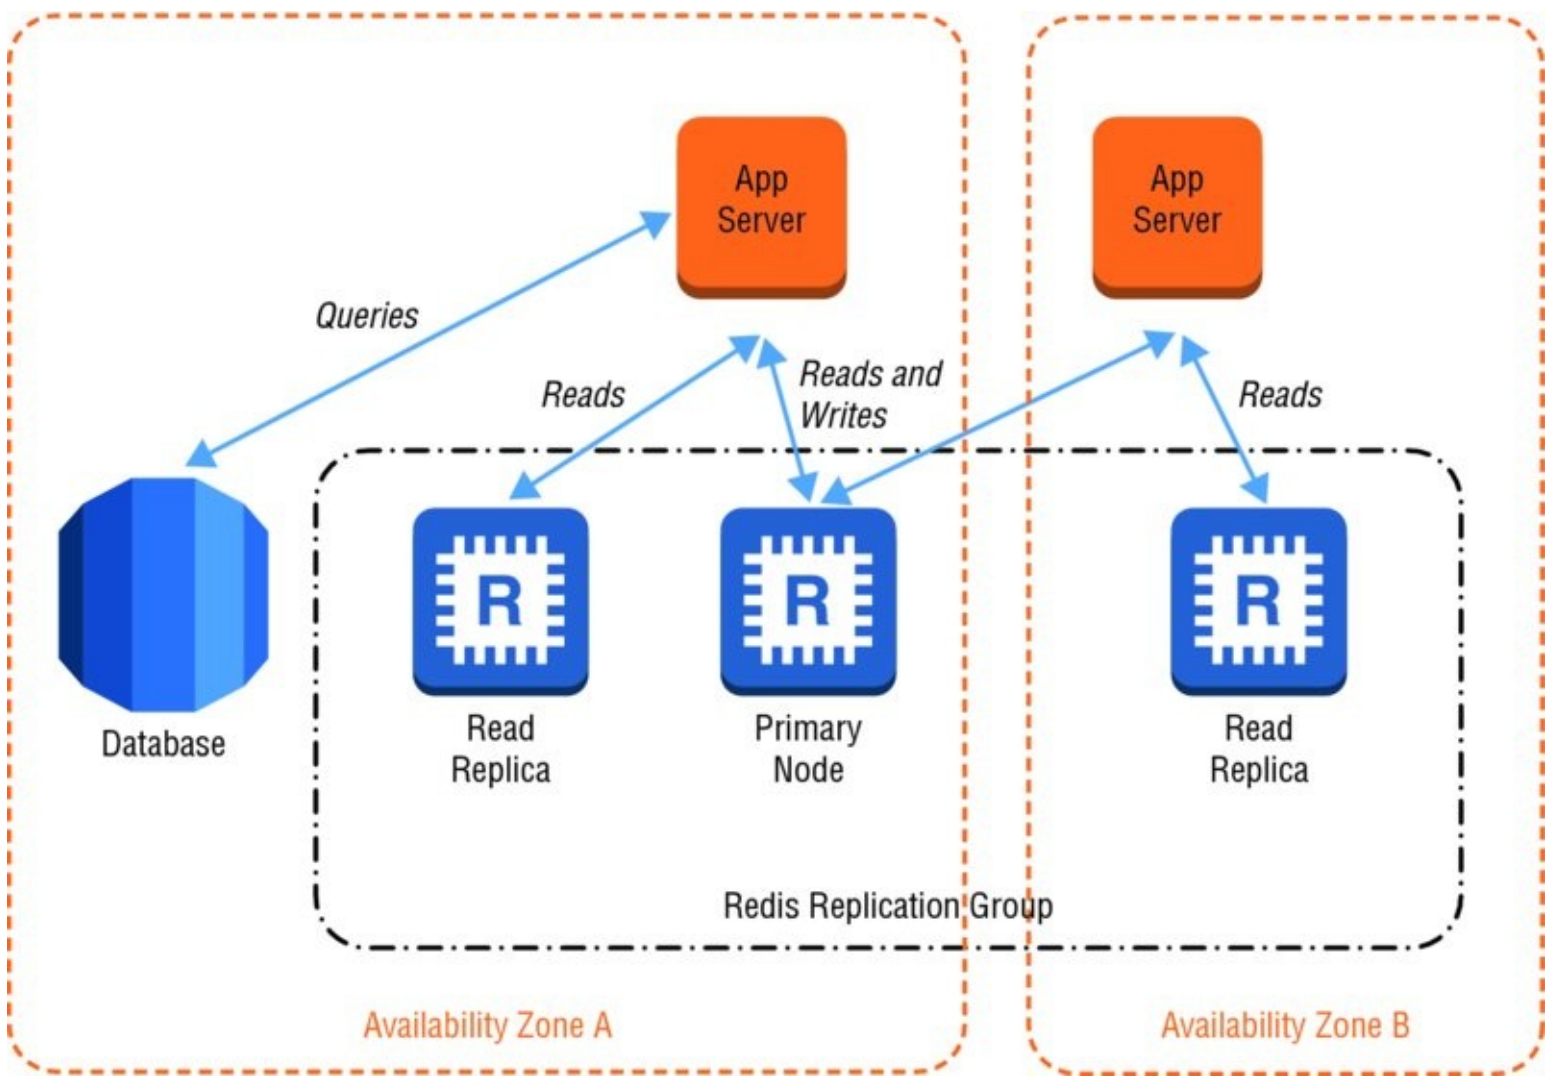 App
Server
App
Server
Queries
Reads
Reads and
Writes
Reads
R
R
R
Database
Read
Replica
Primary
Node
Read
Replica
Redis Replication Group
Availability Zone A
Availability Zone B